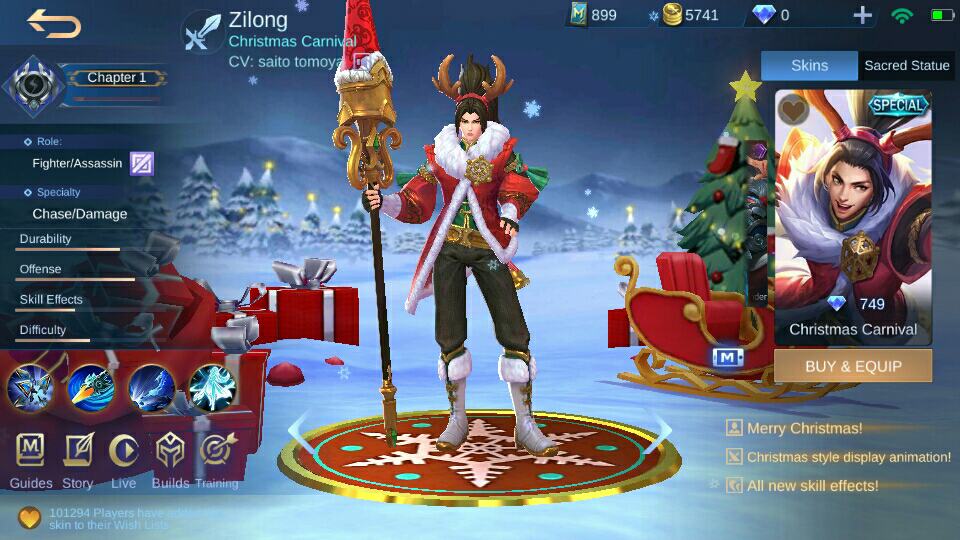 Zilong
Christmas Carnival
CV: saito tomoya
899
5741
0
Chapter 1
Role:
Fighter/Assassin
Specialty
Chase/Damage
Durability
Offense
Skill Effects
Difficulty
Guides
Story
Live
Builds
Training
101294 Players have
skin to their Wish Lists
Skins
Sacred Statue
SPECIAL
749
Christmas Carnival
BUY & EQUIP
M
Merry Christmas!
Christmas style display animation!
All new skill effects!